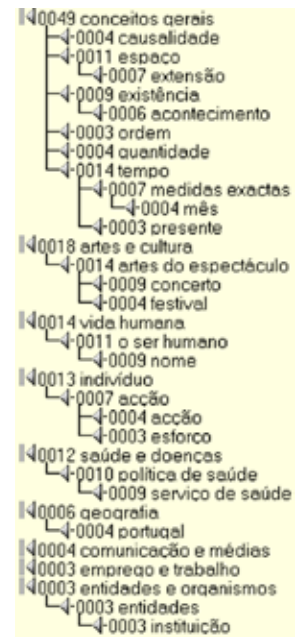 0049 conceitos gerais
0004 causalidade
0011 espaço
0007 extensão
0009 existência
0006 acontecimento
0003 ordem
0004 quantidade
0014 tempo
0007 medidas exactas
0004 mês
0003 presente
0018 artes e cultura
0014 artes do espectáculo
0009 concerto
0004 festival
0014 vida humana
0011 o ser humano
0009 nome
0013 indivíduo
0007 acção
0004 acção
0003 esforço
0012 saúde e doenças
0010 política de saúde
0009 serviço de saúde
0006 geografia
0004 portugal
0004 comunicação e médias
0003 emprego e trabalho
0003 entidades e organismos
0003 entidades
0003 instituição